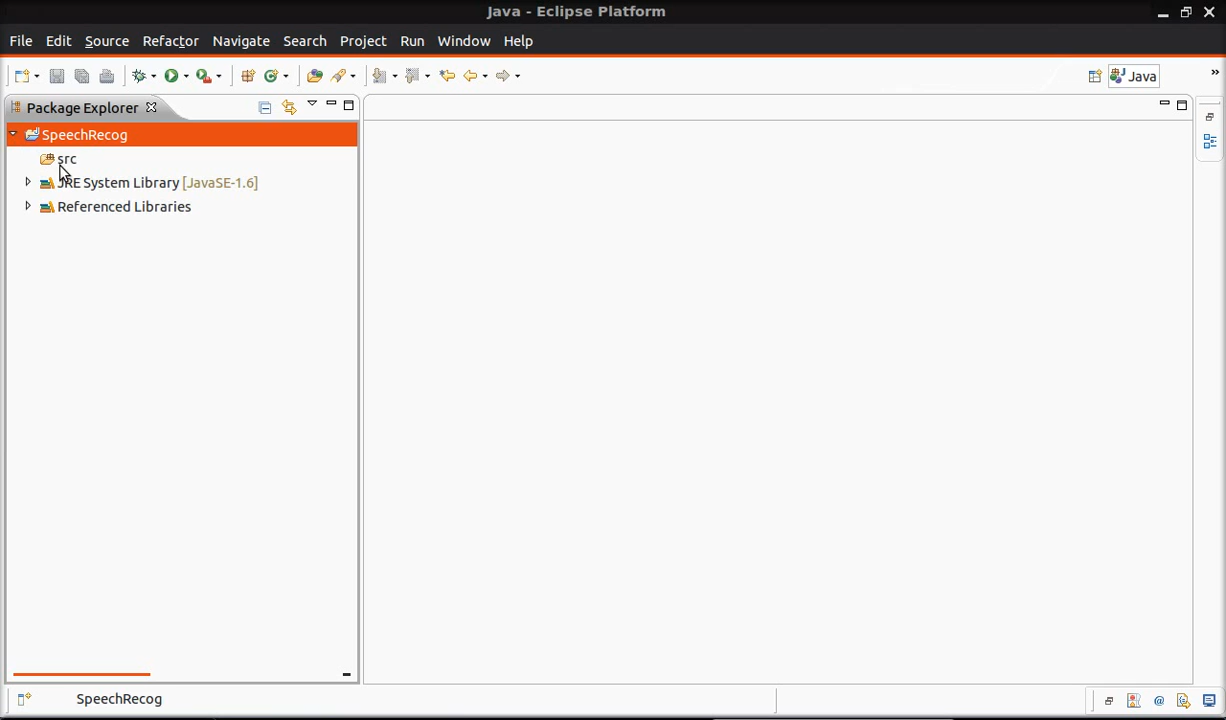 Java - Eclipse Platform
File Edit Source Refactor Navigate Search Project Run Window Help
Java
Package Explorer
SpeechRecog
src
JRE System Library [JavaSE-1.6]
Referenced Libraries
SpeechRecog